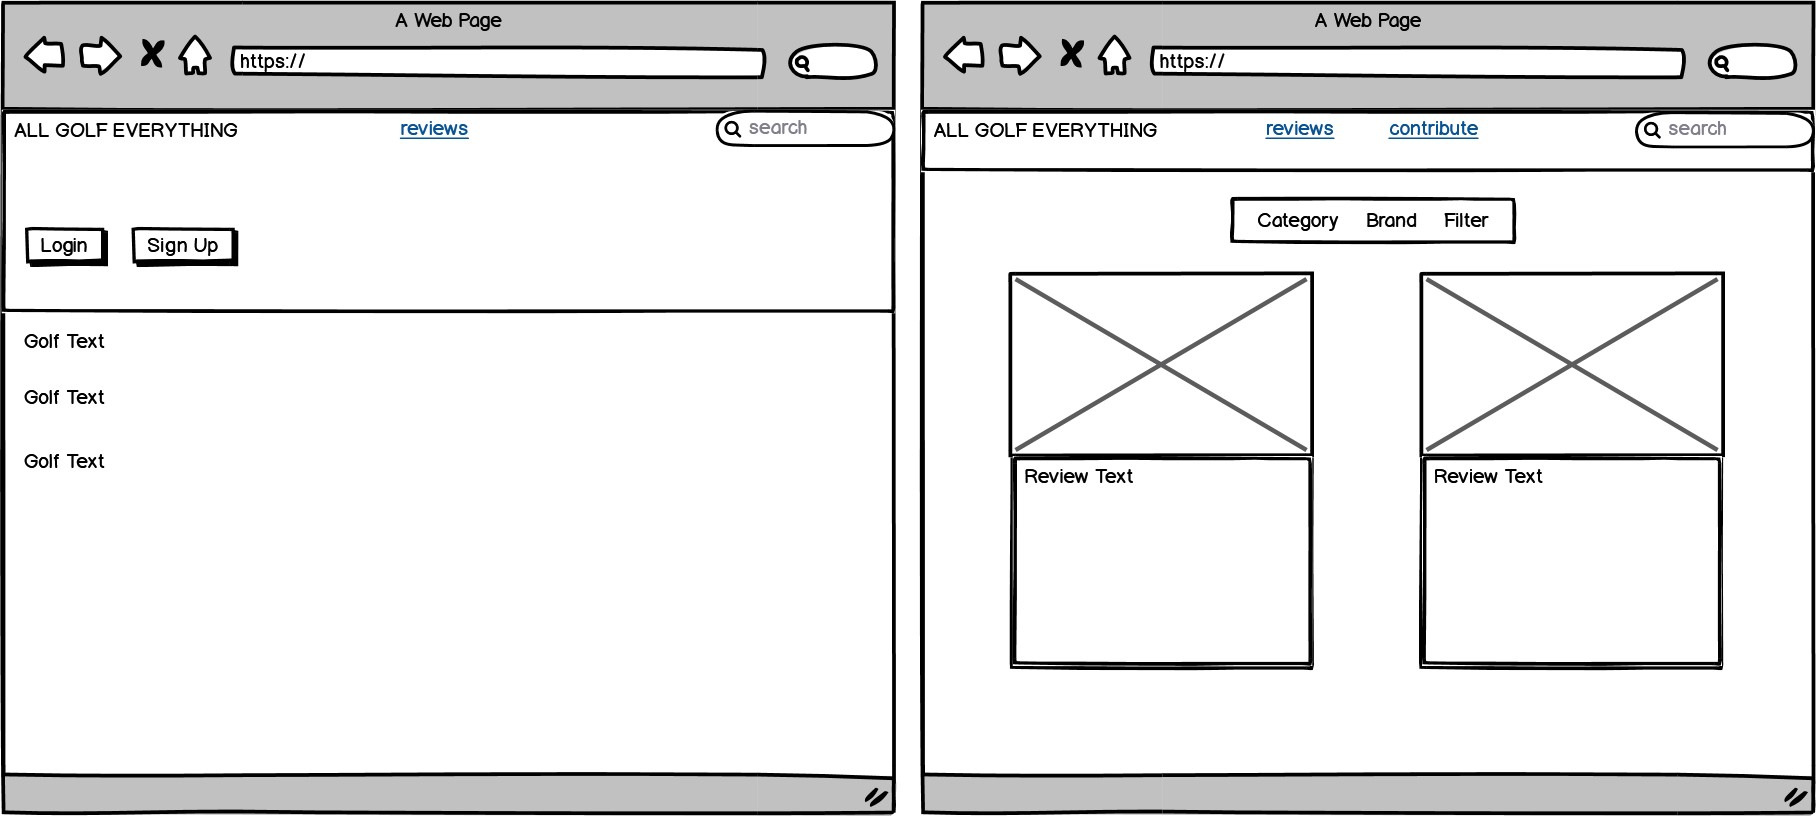 A Web Page
https://
ALL GOLF EVERYTHING reviews search
Login Sign Up
Golf Text
Golf Text
Golf Text
A Web Page
https://
ALL GOLF EVERYTHING reviews contribute search
Category Brand Filter
Review Text Review Text